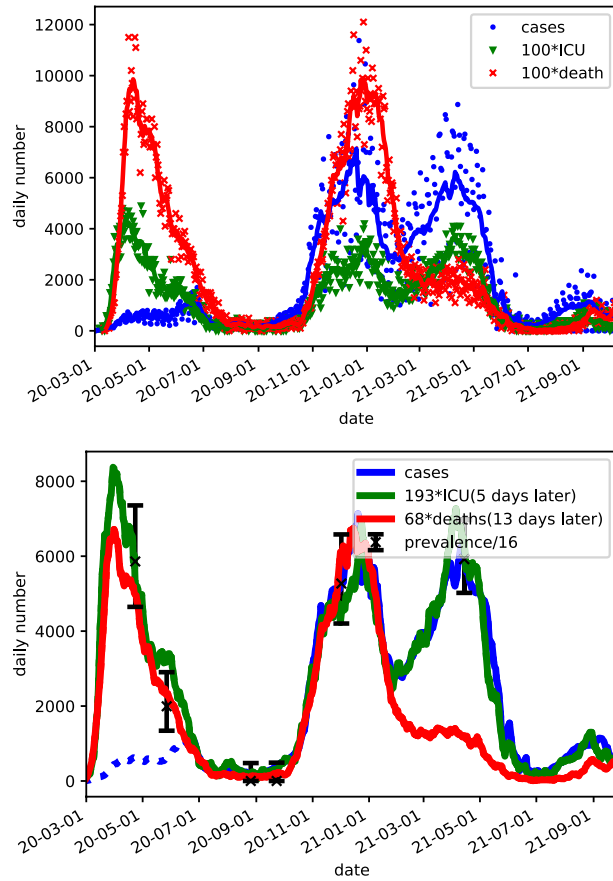 12000
10000
8000
6000
4000
2000
0
daily number
cases
100*ICU
100*death
20-03-01
20-05-01
20-07-01
20-09-01
20-11-01
21-01-01
21-03-01
21-05-01
21-07-01
21-09-01
date
8000
6000
4000
2000
0
daily number
cases
193*ICU(5 days later)
68*deaths(13 days later)
prevalence/16
20-03-01
20-05-01
20-07-01
20-09-01
20-11-01
21-01-01
21-03-01
21-05-01
21-07-01
21-09-01
date